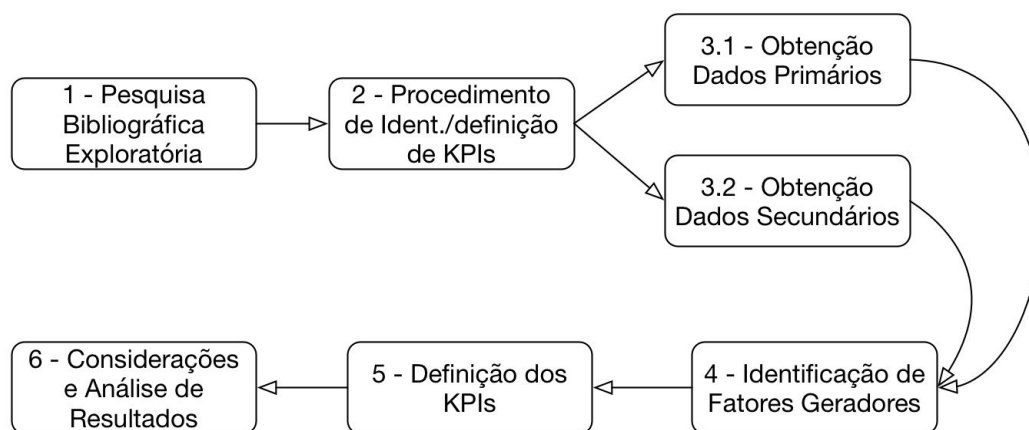 1 - Pesquisa
Bibliográfica
Exploratória
2 - Procedimento
de Ident./definição
de KPIs
3.1 - Obtenção
Dados Primários
3.2 - Obtenção
Dados Secundários
4 - Identificação de
Fatores Geradores
5 - Definição dos
KPIs
6 - Considerações
e Análise de
Resultados